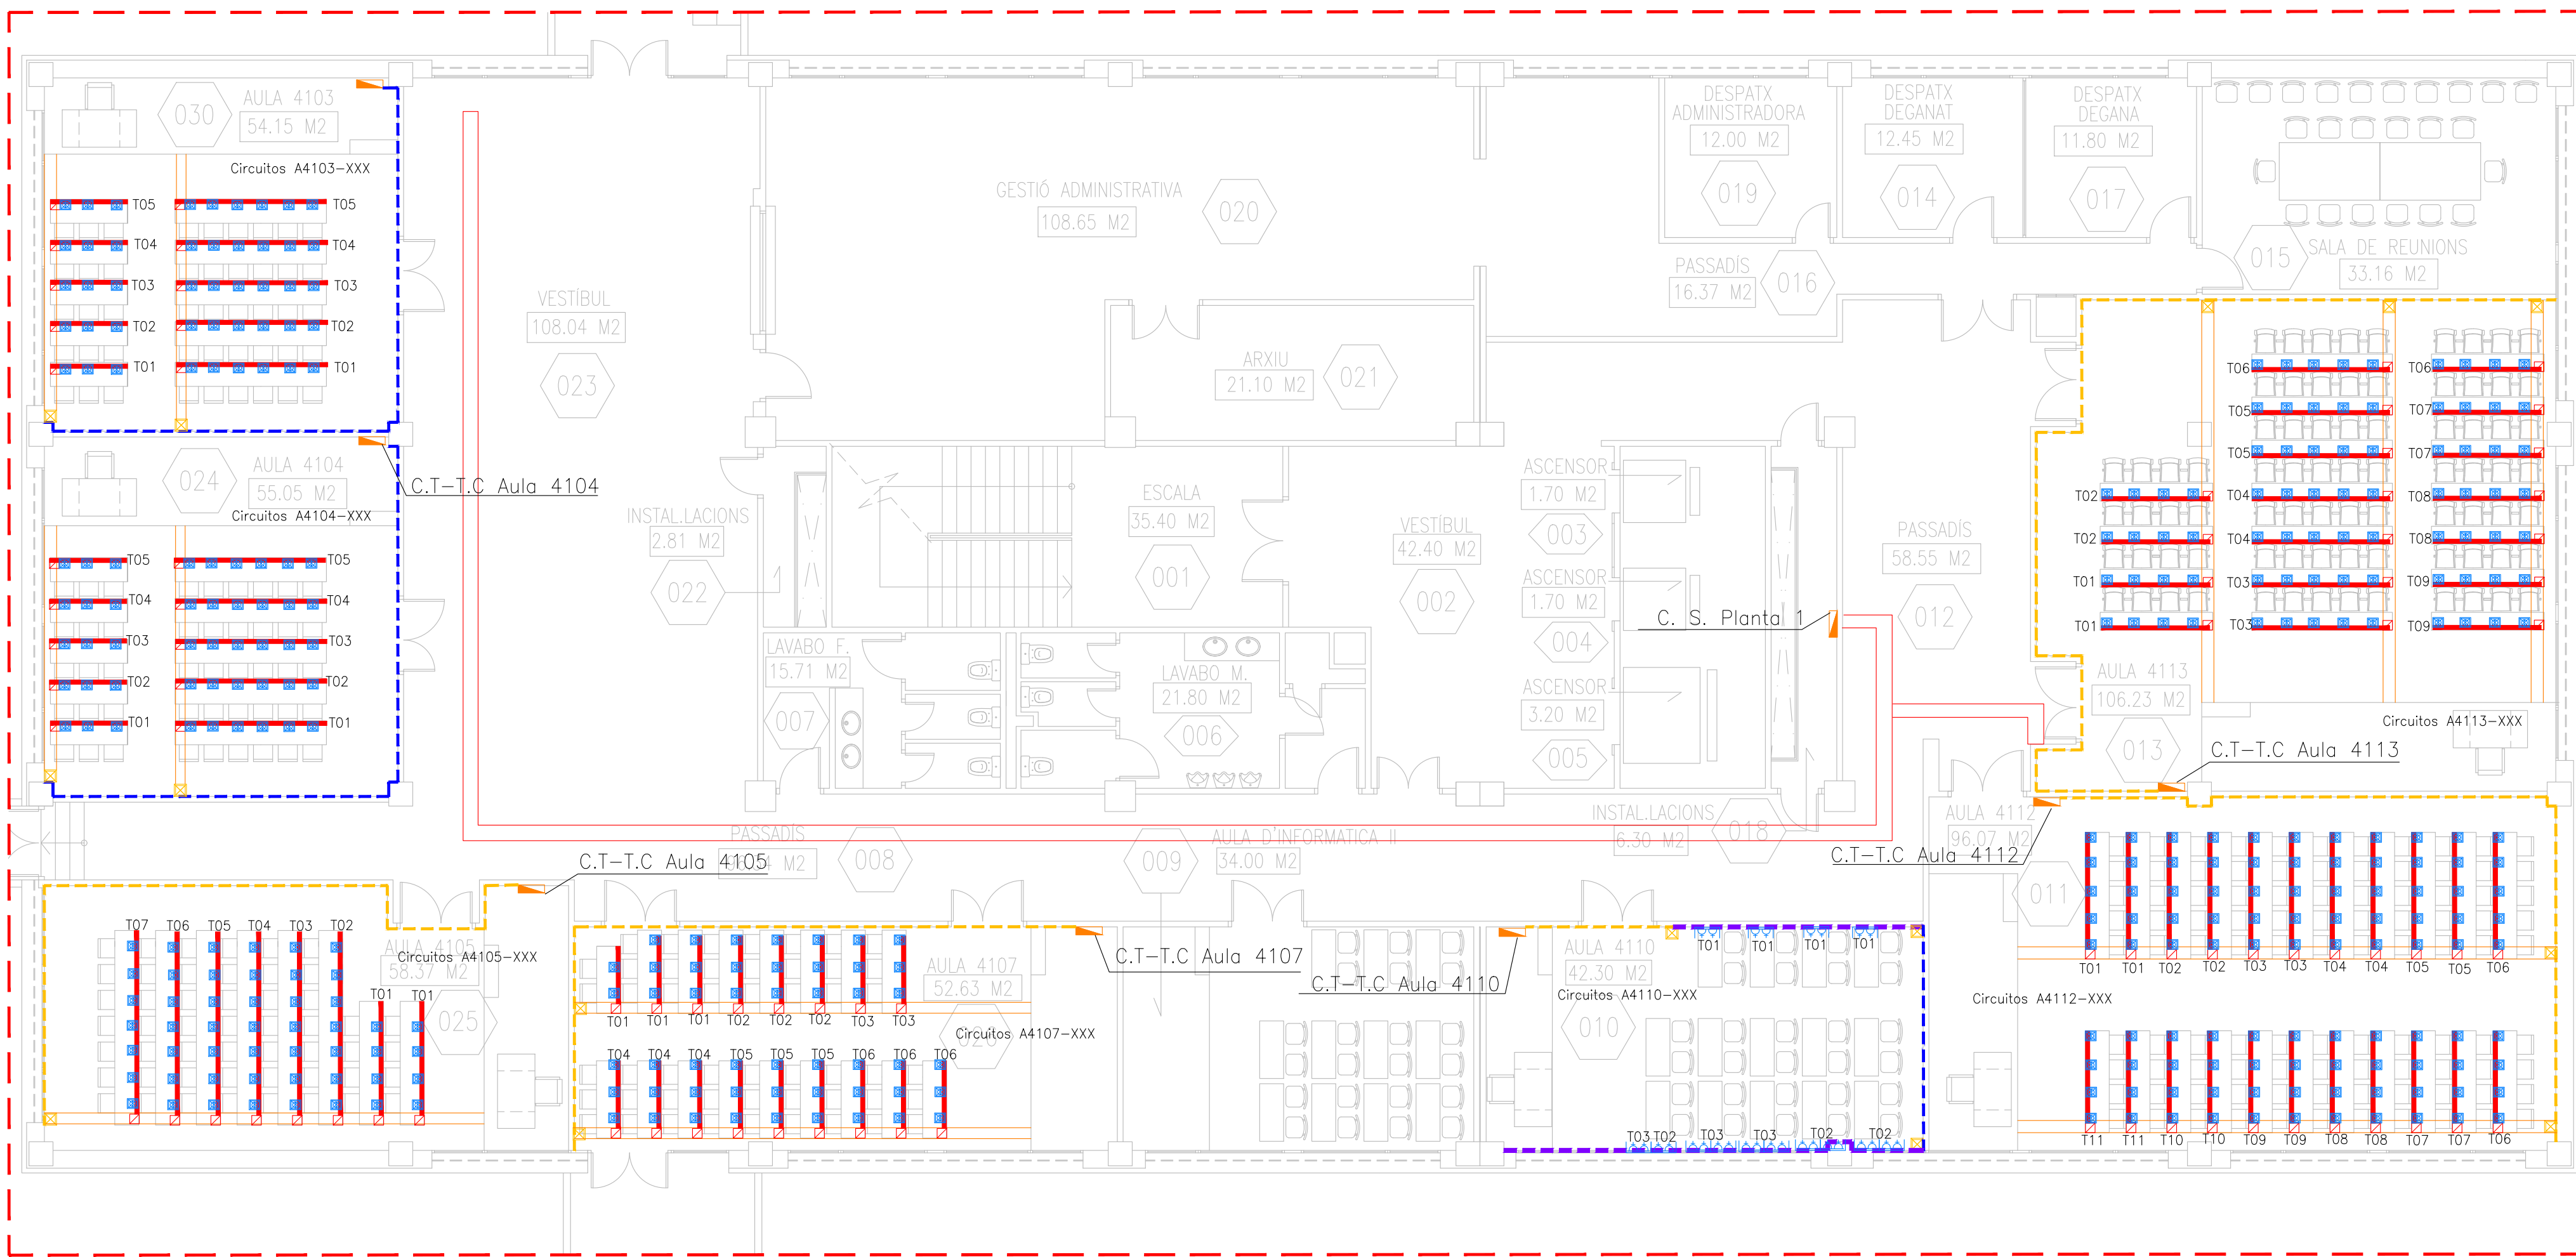 030
AULA 4103
54.15 M2
Circuitos A4103-XXX
T05
T05
T04
T04
T03
T03
T02
T02
T01
T01
024
AULA 4104
55.05 M2
Circuitos A4104-XXX
C.T-T.C Aula 4104
T05
T05
T04
T04
T03
T03
T02
T02
T01
T01
VESTÍBUL
108.04 M2
023
GESTIÓ ADMINISTRATIVA
108.65 M2
020
ARXIU
21.10 M2
021
DESPATX
ADMINISTRADORA
12.00 M2
019
DESPATX
DEGANAT
12.45 M2
014
DESPATX
DEGANA
11.80 M2
017
015
SALA DE REUNIONS
33.16 M2
PASSADÍS
16.37 M2
016
INSTAL.LACIONS
2.81 M2
022
ESCALA
35.40 M2
001
VESTÍBUL
42.40 M2
002
ASCENSOR
1.70 M2
003
ASCENSOR
1.70 M2
004
ASCENSOR
3.20 M2
005
C. S. Planta 1
PASSADÍS
58.55 M2
012
LAVABO F.
15.71 M2
007
LAVABO M.
21.80 M2
006
T06
T06
T05
T07
T05
T07
T02
T04
T08
T02
T04
T08
T01
T03
T09
T01
T03
T09
AULA 4113
106.23 M2
013
Circuitos A4113-XXX
C.T-T.C Aula 4113
PASSADÍS
M2
008
009
AULA D'INFORMATICA II
34.00 M2
INSTAL.LACIONS
6.30 M2
018
AULA 4112
96.07 M2
C.T-T.C Aula 4112
011
C.T-T.C Aula 4105
T07
T06
T05
T04
T03
T02
AULA 4105
Circuitos A4105-XXX
58.37 M2
T01
T01
025
AULA 4107
52.63 M2
C.T-T.C Aula 4107
T01
T01
T01
T02
T02
T02
T03
T03
Circuitos A4107-XXX
T04
T04
T04
T05
T05
T05
T06
T06
T06
C.T-T.C Aula 4110
AULA 4110
42.30 M2
Circuitos A4110-XXX
010
T01
T01
T01
T01
T03
T02
T03
T03
T02
T02
T01
T01
T02
T02
T03
T03
T04
T04
T05
T05
T06
Circuitos A4112-XXX
T11
T11
T10
T10
T09
T09
T08
T08
T07
T07
T06